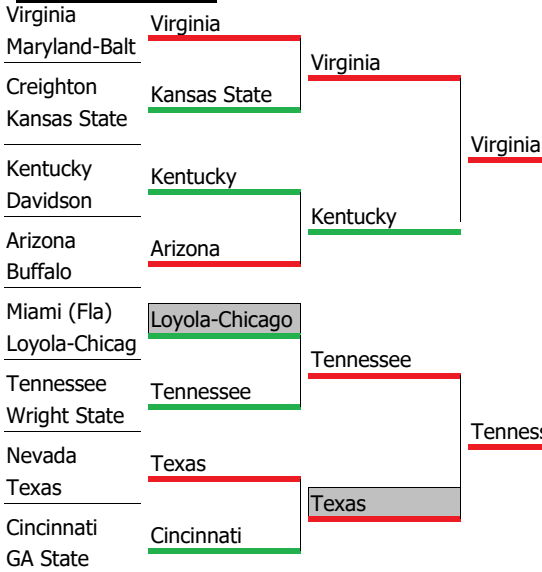 Virginia
Maryland-Balt
Creighton
Kansas State
Kentucky
Davidson
Arizona
Buffalo
Miami (Fla)
Loyola-Chicag
Tennessee
Wright State
Nevada
Texas
Cincinnati
GA State
Virginia
Kansas State
Kentucky
Arizona
Loyola-Chicago
Tennessee
Texas
Cincinnati
Virginia
Kentucky
Tennessee
Texas
Virginia
Tenness